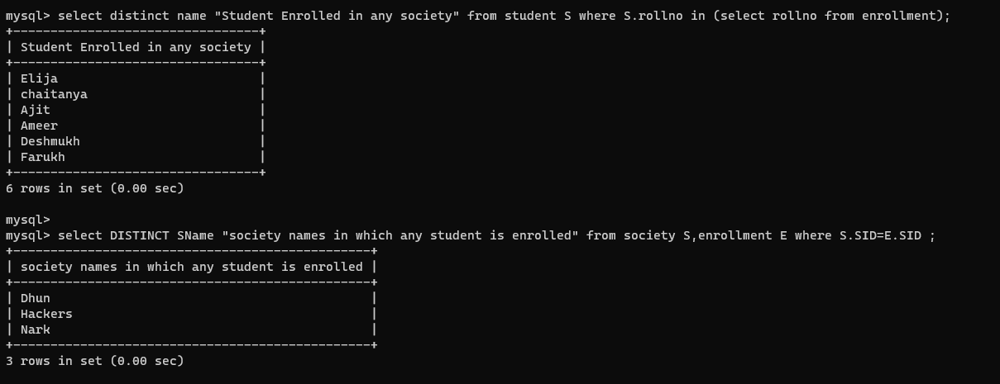 mysql> select distinct name "Student Enrolled in any society" from student S where S.rollno in (select rollno from enrollment);
+---------------------------------+
| Student Enrolled in any society |
+---------------------------------+
| Elija                           |
| chaitanya                       |
| Ajit                            |
| Ameer                           |
| Deshmukh                        |
| Farukh                          |
+---------------------------------+
6 rows in set (0.00 sec)

mysql>
mysql> select DISTINCT SName "society names in which any student is enrolled" from society S,enrollment E where S.SID=E.SID ;
+------------------------------------------------+
| society names in which any student is enrolled |
+------------------------------------------------+
| Dhun                                           |
| Hackers                                        |
| Nark                                           |
+------------------------------------------------+
3 rows in set (0.00 sec)